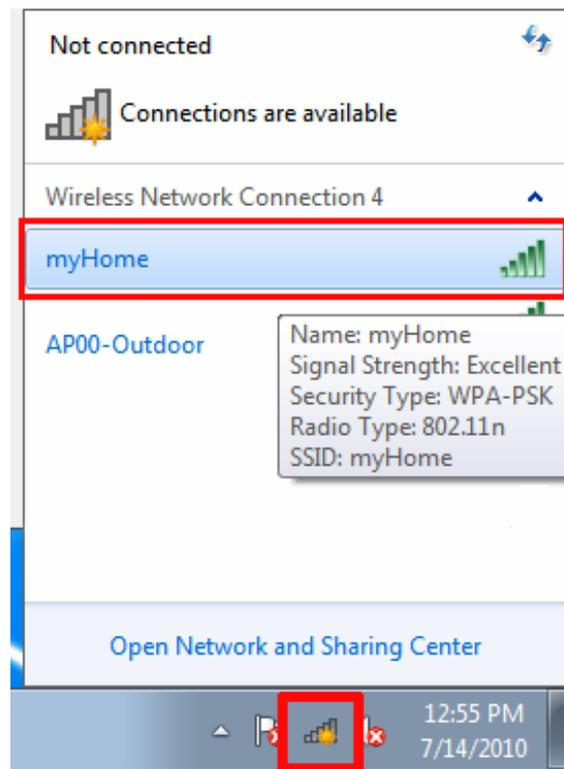 Not connected
Connections are available
Wireless Network Connection 4
myHome
AP00-Outdoor
Name: myHome
Signal Strength: Excellent
Security Type: WPA-PSK
Radio Type: 802.11n
SSID: myHome
Open Network and Sharing Center
12:55 PM
7/14/2010